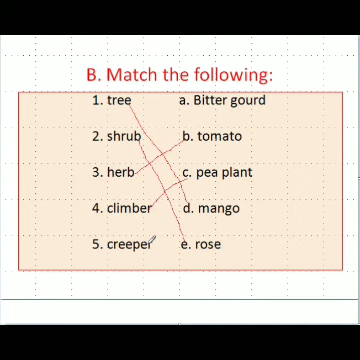 B. Match the following:
1. tree a. Bitter gourd
2. shrub b. tomato
3. herb c. pea plant
4. climber d. mango
5. creeper e. rose